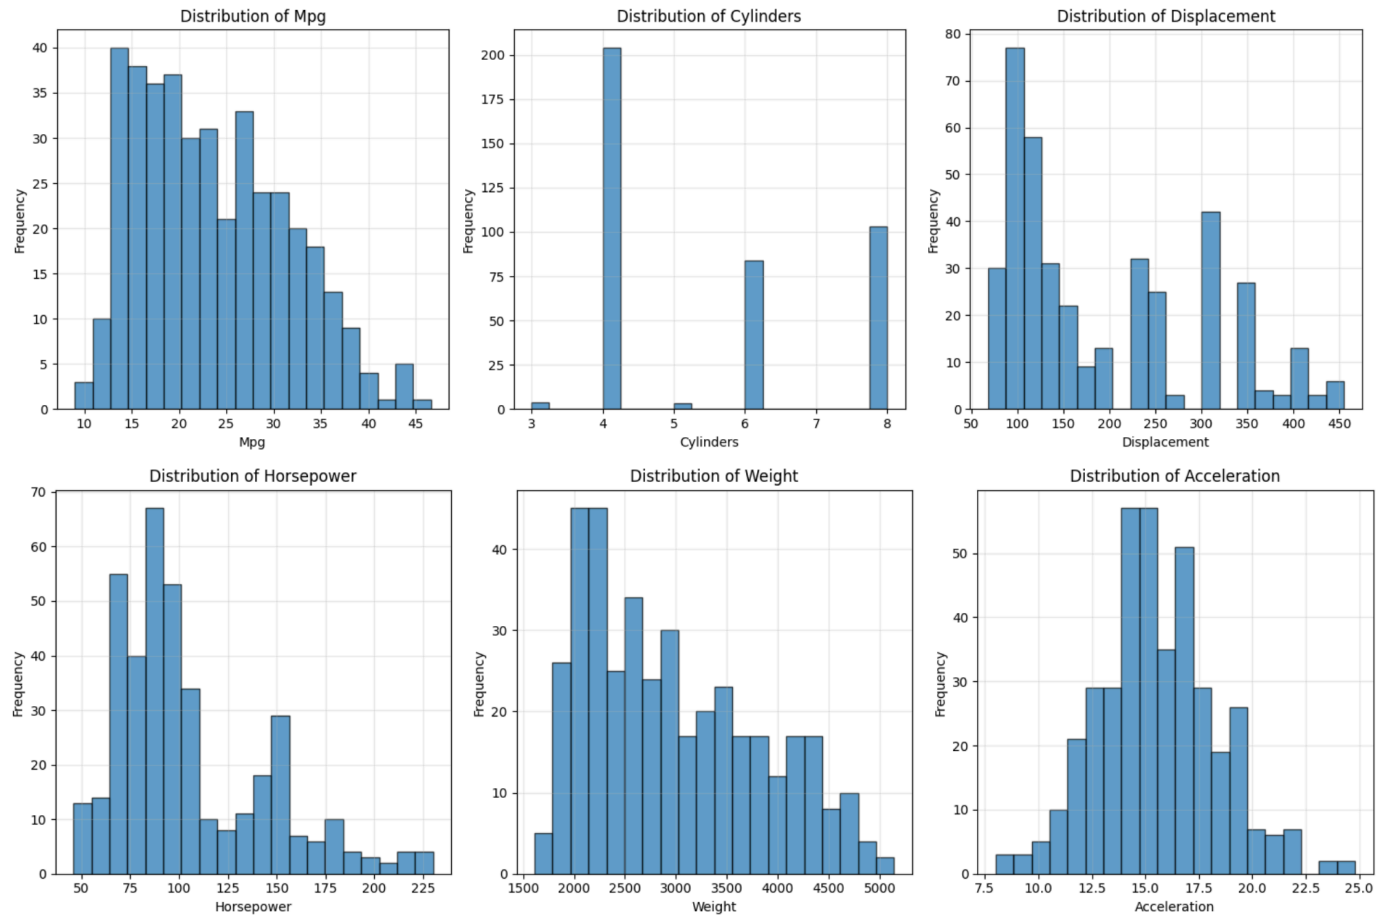 Distribution of Mpg
Frequency
40
35
30
25
20
15
10
5
0
10 15 20 25 30 35 40 45
Mpg
Distribution of Cylinders
Frequency
200
175
150
125
100
75
50
25
0
3 4 5 6 7 8
Cylinders
Distribution of Displacement
Frequency
80
70
60
50
40
30
20
10
0
50 100 150 200 250 300 350 400 450
Displacement
Distribution of Horsepower
Frequency
70
60
50
40
30
20
10
0
50 75 100 125 150 175 200 225
Horsepower
Distribution of Weight
Frequency
40
30
20
10
0
1500 2000 2500 3000 3500 4000 4500 5000
Weight
Distribution of Acceleration
Frequency
50
40
30
20
10
0
7.5 10.0 12.5 15.0 17.5 20.0 22.5 25.0
Acceleration